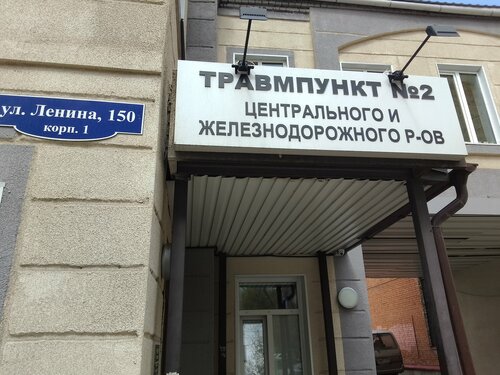 ул. Ленина, 150
корп. 1
ТРАВМПУНКТ №2
ЦЕНТРАЛЬНОГО И
ЖЕЛЕЗНОДОРОЖНОГО Р-ОВ